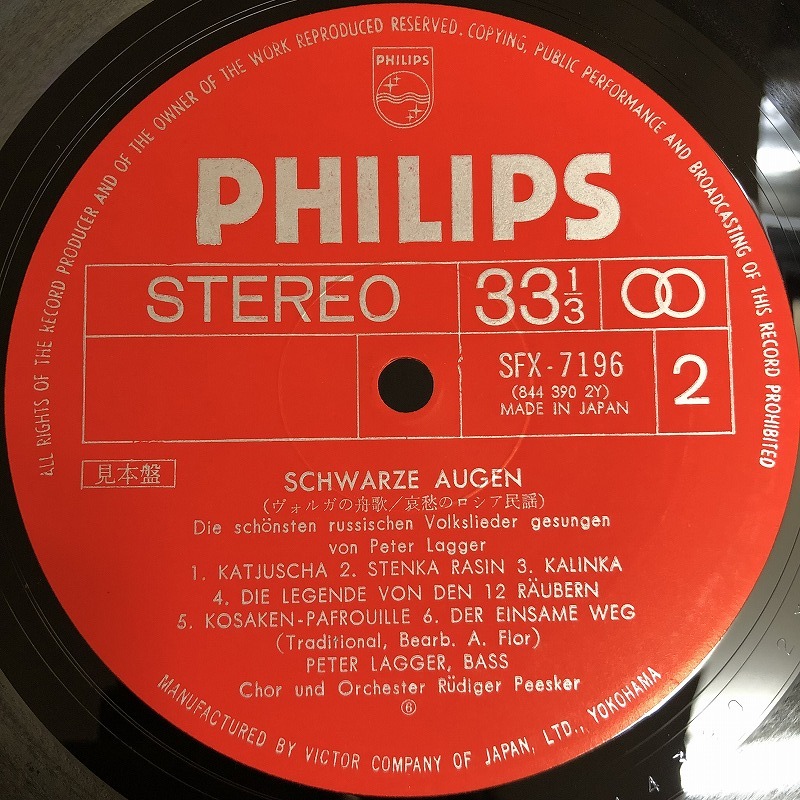 ALL RIGHTS OF THE RECORD PRODUCER AND OF THE OWNER OF THE WORK REPRODUCED RESERVED. COPYING, PUBLIC PERFORMANCE AND BROADCASTING OF THIS RECORD PROHIBITED
PHILIPS
PHILIPS
STEREO 33 1/3
SFX-7196
(844 390 2Y)
MADE IN JAPAN
2
見本盤
SCHWARZE AUGEN
(ヴォルガの舟歌/哀愁のロシア民謡)
Die schönsten russischen Volkslieder gesungen
von Peter Lagger
1. KATJUSCHA 2. STENKA RASIN 3. KALINKA
4. DIE LEGENDE VON DEN 12 RÄUBERN
5. KOSAKEN-PAFROUILLE 6. DER EINSAME WEG
(Traditional, Bearb. A. Flor)
PETER LAGGER, BASS
Chor und Orchester Rüdiger Peesker
⑥
MANUFACTURED BY VICTOR COMPANY OF JAPAN, LTD., YOKOHAMA